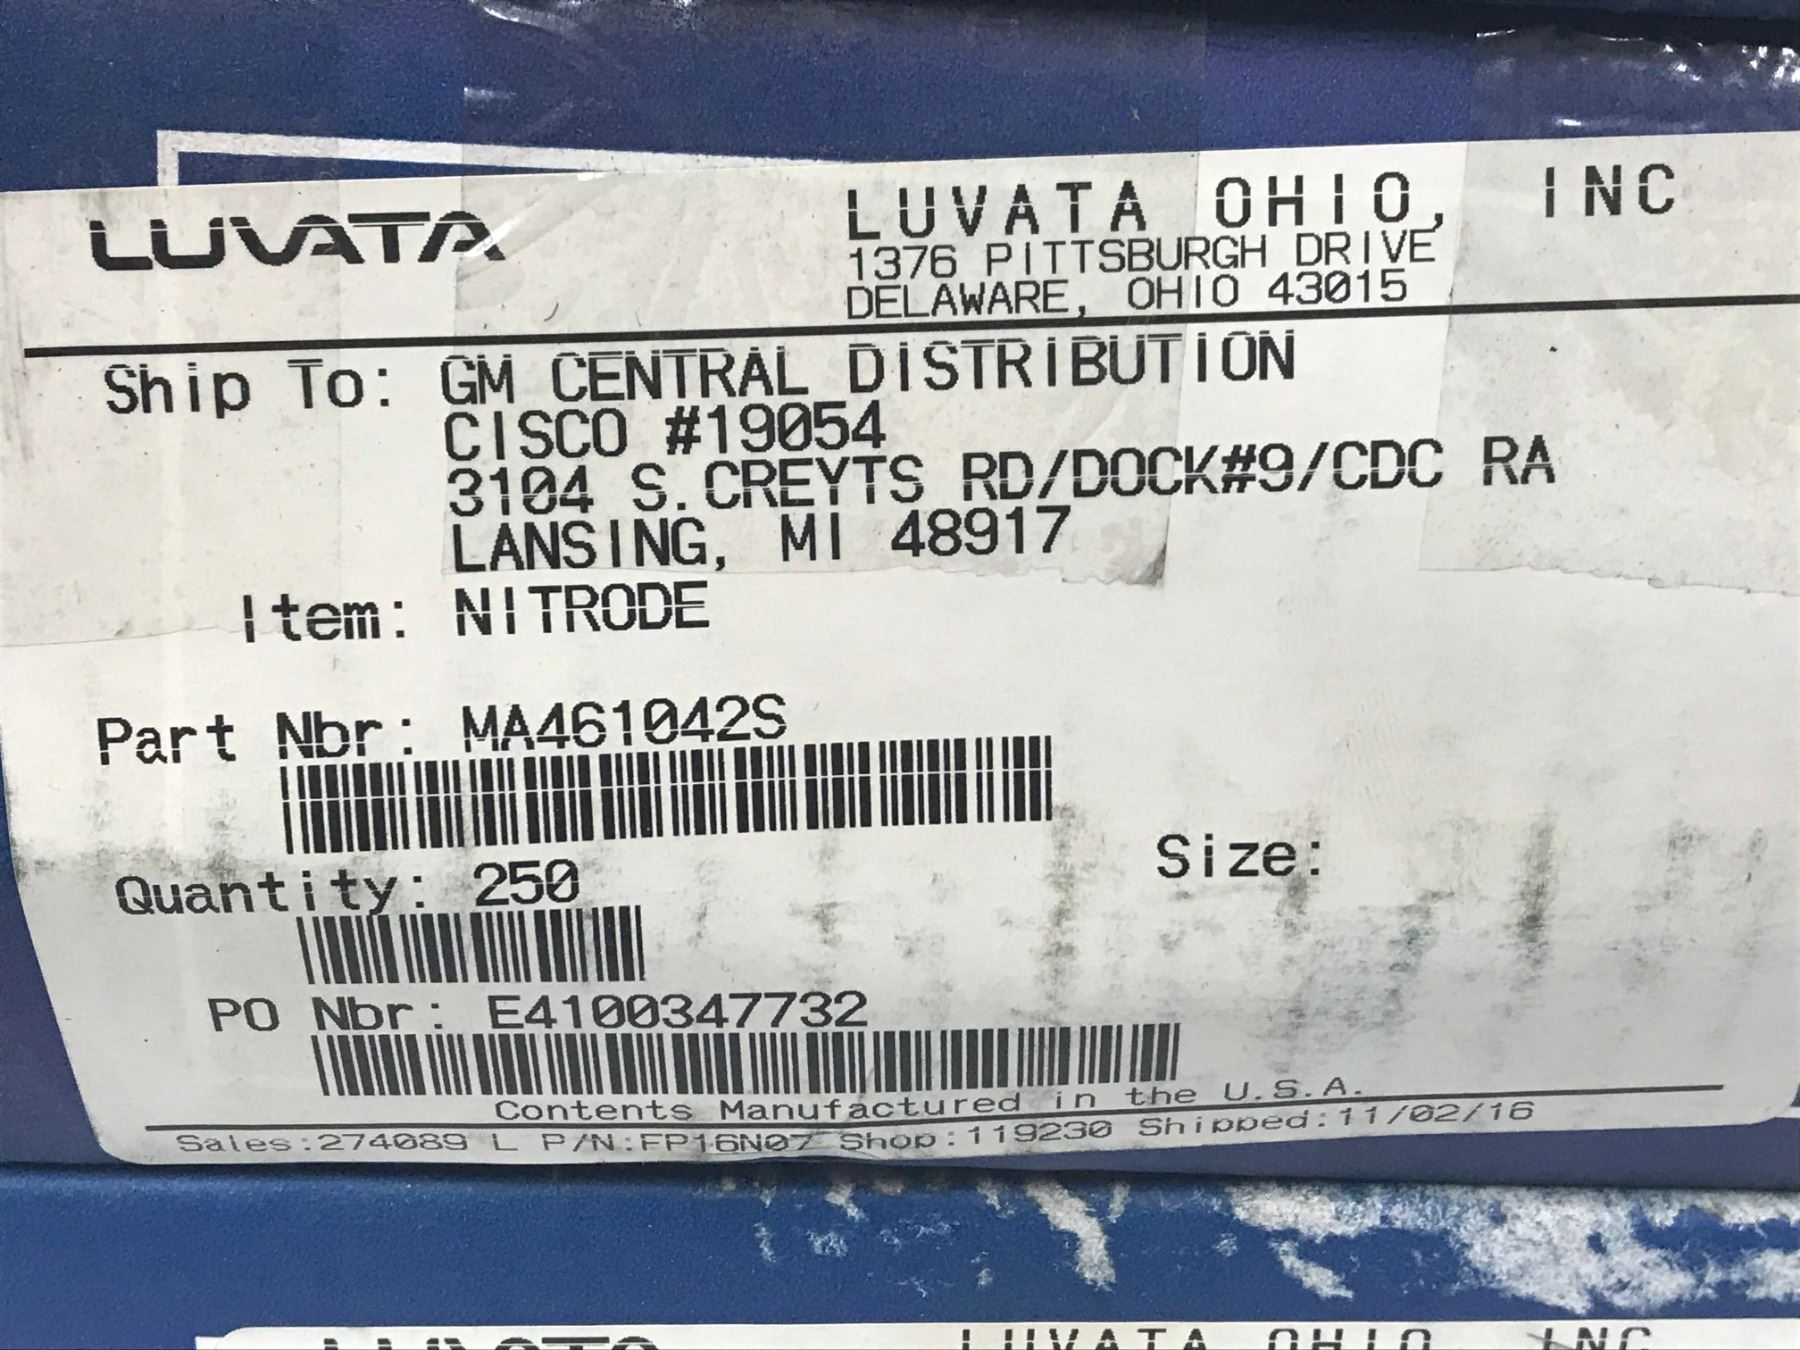 LUVATA
LUVATA OHIO, INC
1376 PITTSBURGH DRIVE
DELAWARE, OHIO 43015
Ship To: GM CENTRAL DISTRIBUTION
CISCO #19054
3104 S.CREYTS RD/DOCK#9/CDC RA
LANSING, MI 48917
Item: NITRODE
Part Nbr: MA461042S
Size:
Quantity: 250
PO Nbr: E4100347732
Contents Manufactured in the U.S.A.
Sales:274089 L P/N:FP16N07 Shop:119230 Shipped:11/02/16
LUVATA
LUVATA OHIO INC